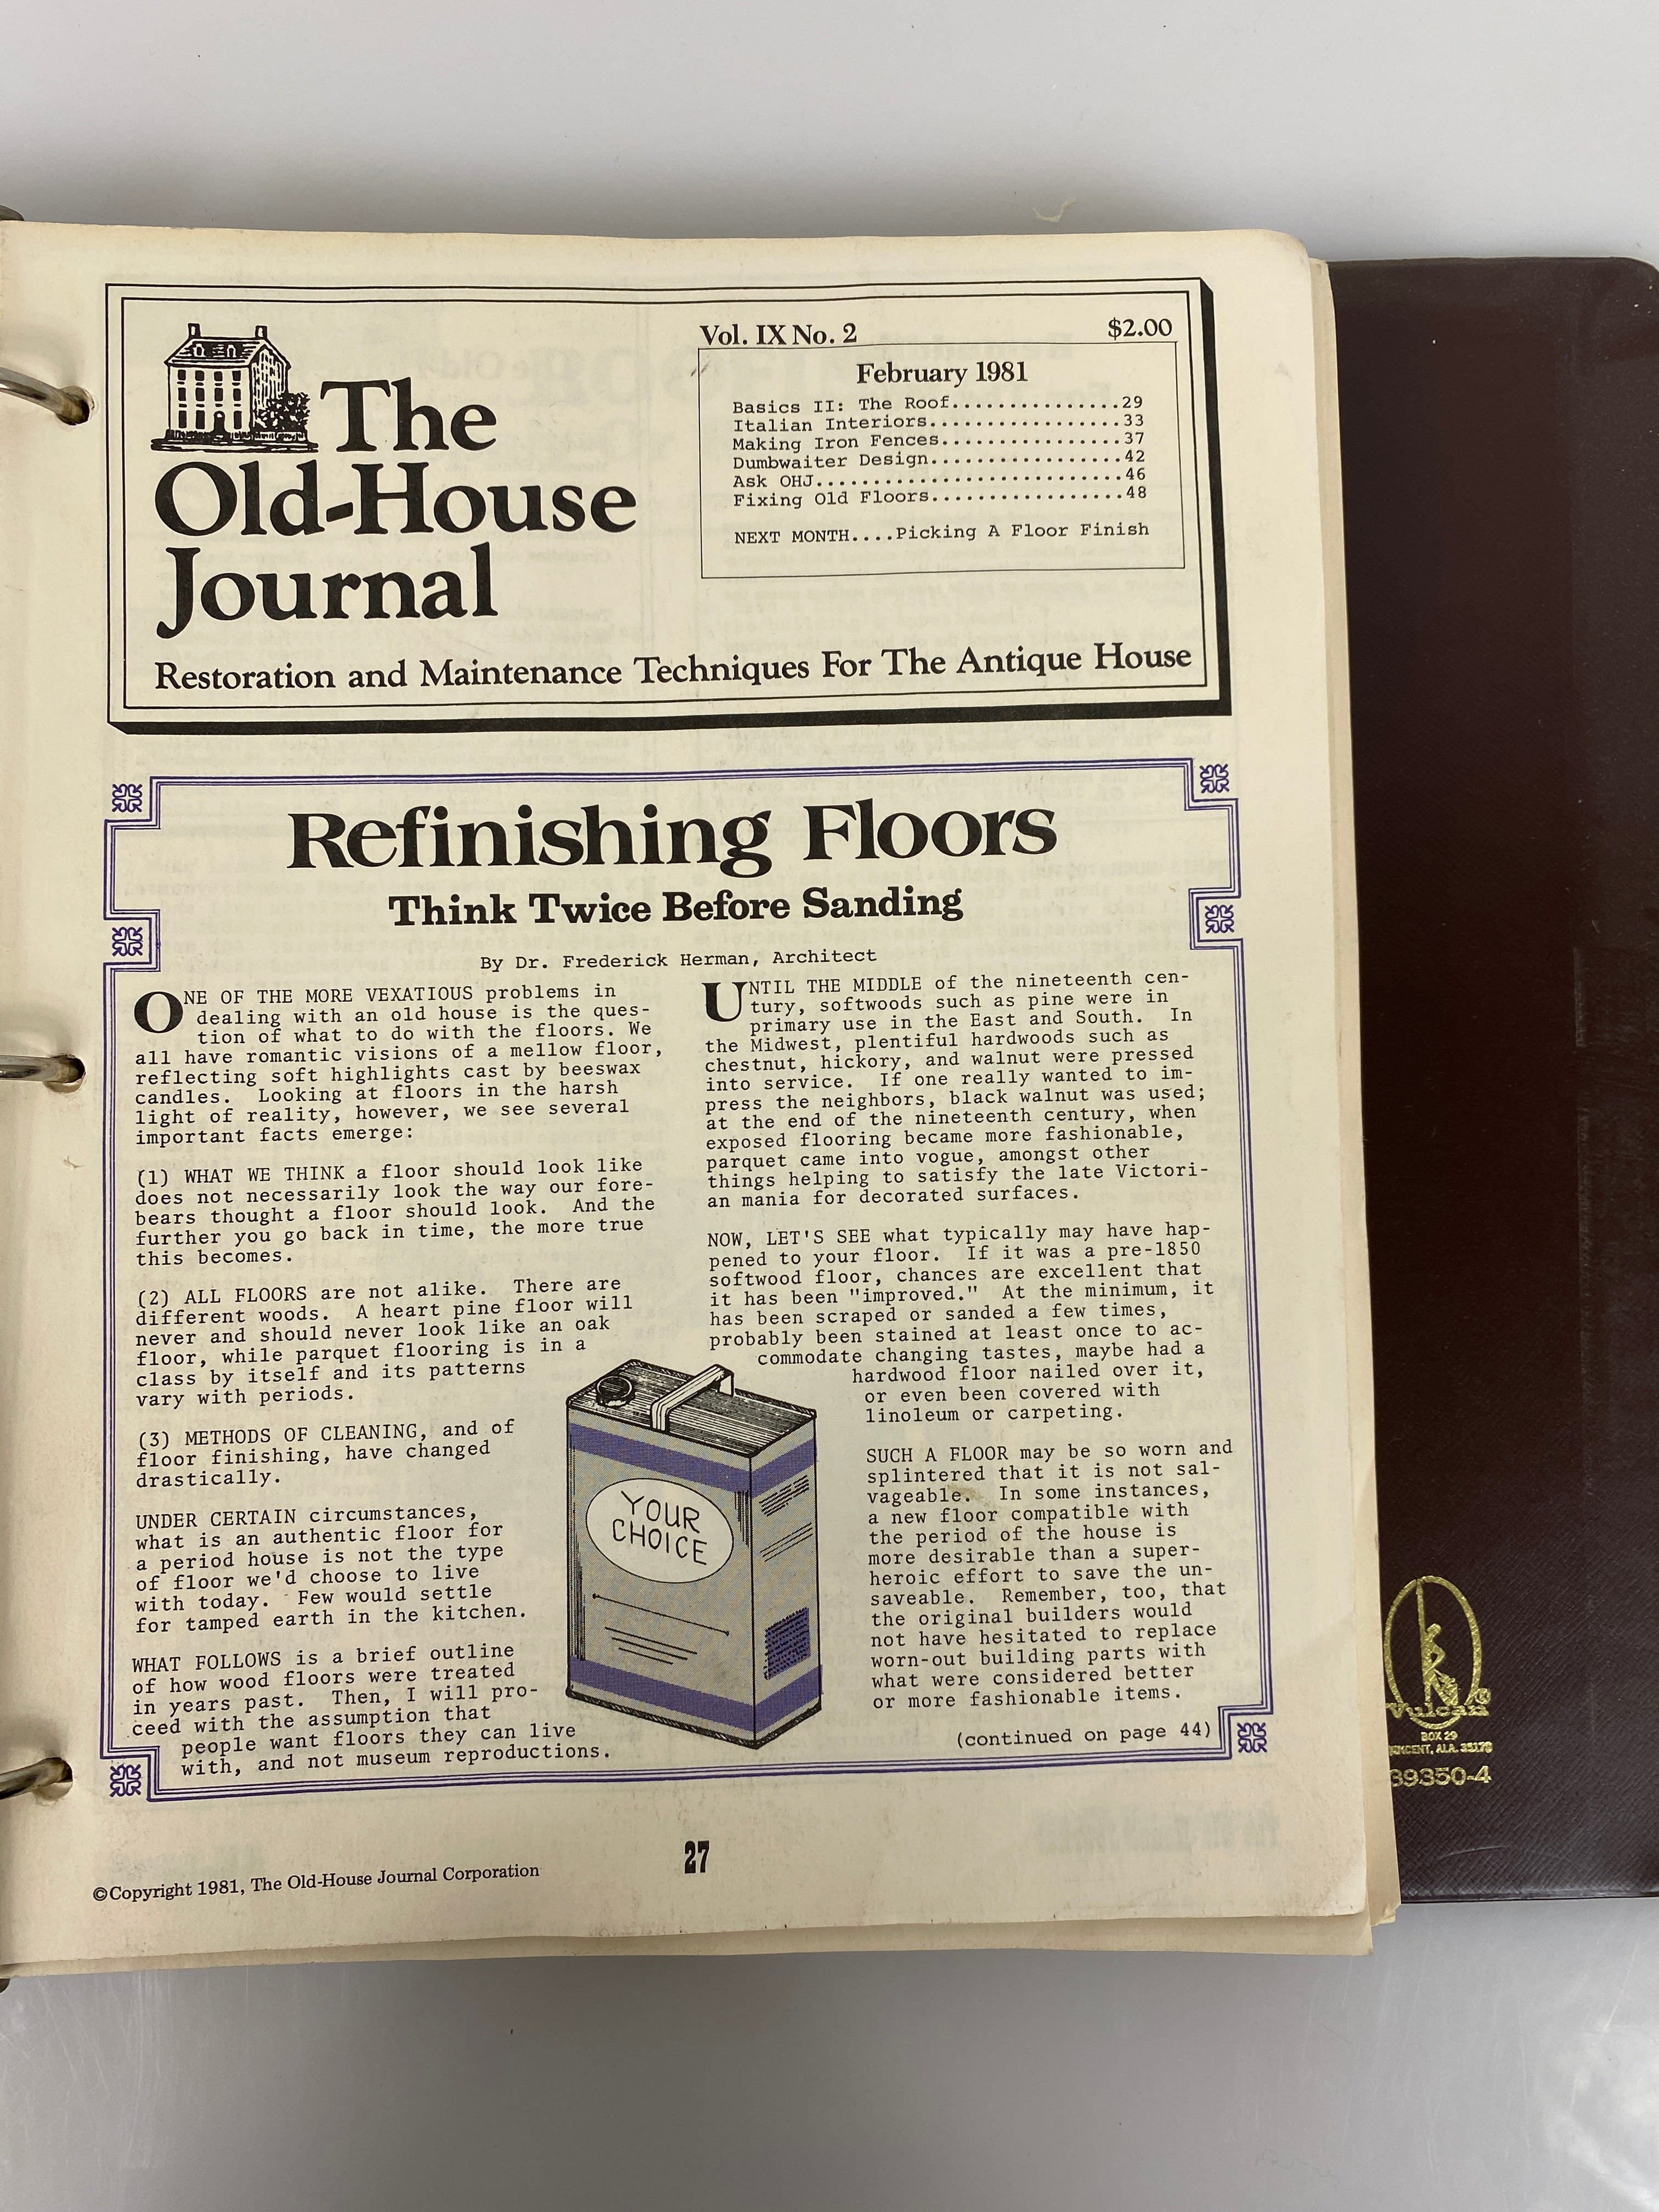 The
Old-House
Journal
Restoration and Maintenance Techniques For The Antique House
Vol. IX No. 2
$2.00
February 1981
Basics II: The Roof...............29
Italian Interiors.................33
Making Iron Fences................37
Dumbwaiter Design.................42
Ask OHJ...........................46
Fixing Old Floors.................48
NEXT MONTH....Picking A Floor Finish
Refinishing Floors
Think Twice Before Sanding
By Dr. Frederick Herman, Architect
ONE OF THE MORE VEXATIOUS problems in
dealing with an old house is the ques-
tion of what to do with the floors. We
all have romantic visions of a mellow floor,
reflecting soft highlights cast by beeswax
candles. Looking at floors in the harsh
light of reality, however, we see several
important facts emerge:
(1) WHAT WE THINK a floor should look like
does not necessarily look the way our fore-
bears thought a floor should look. And the
further you go back in time, the more true
this becomes.
(2) ALL FLOORS are not alike. There are
different woods. A heart pine floor will
never and should never look like an oak
floor, while parquet flooring is in a
class by itself and its patterns
vary with periods.
(3) METHODS OF CLEANING, and of
floor finishing, have changed
drastically.
UNDER CERTAIN circumstances,
what is an authentic floor for
a period house is not the type
of floor we'd choose to live
with today. Few would settle
for tamped earth in the kitchen.
WHAT FOLLOWS is a brief outline
of how wood floors were treated
in years past. Then, I will pro-
ceed with the assumption that
people want floors they can live
with, and not museum reproductions.
YOUR
CHOICE
UNTIL THE MIDDLE of the nineteenth cen-
tury, softwoods such as pine were in
primary use in the East and South. In
the Midwest, plentiful hardwoods such as
chestnut, hickory, and walnut were pressed
into service. If one really wanted to im-
press the neighbors, black walnut was used;
at the end of the nineteenth century, when
exposed flooring became more fashionable,
parquet came into vogue, amongst other
things helping to satisfy the late Victori-
an mania for decorated surfaces.
NOW, LET'S SEE what typically may have hap-
pened to your floor. If it was a pre-1850
softwood floor, chances are excellent that
it has been "improved." At the minimum, it
has been scraped or sanded a few times,
probably been stained at least once to ac-
commodate changing tastes, maybe had a
hardwood floor nailed over it,
or even been covered with
linoleum or carpeting.
SUCH A FLOOR may be so worn and
splintered that it is not sal-
vageable. In some instances,
a new floor compatible with
the period of the house is
more desirable than a super-
heroic effort to save the un-
saveable. Remember, too, that
the original builders would
not have hesitated to replace
worn-out building parts with
what were considered better
or more fashionable items.
(continued on page 44)
©Copyright 1981, The Old-House Journal Corporation
27
Vulcan®
BOX 29
VINCENT, ALA. 35178
39350-4